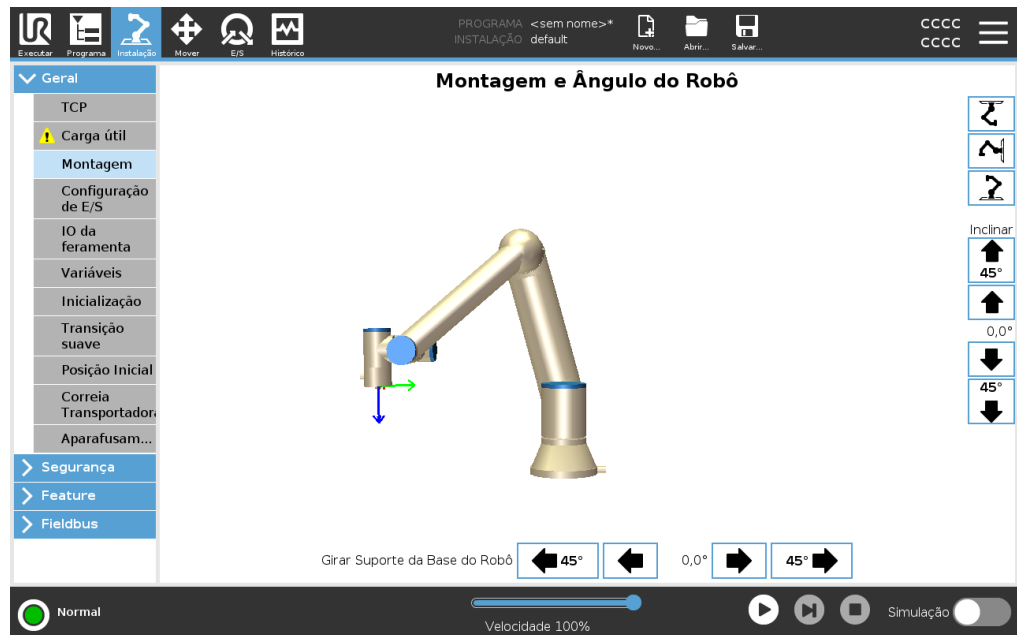 UR
Executar
Programa
Instalação
Mover
E/S
Histórico
PROGRAMA <sem nome>*
INSTALAÇÃO default
Novo...
Abrir...
Salvar...
cccc
cccc
Geral
TCP
Carga útil
Montagem
Configuração
de E/S
IO da
feramenta
Variáveis
Inicialização
Transição
suave
Posição Inicial
Correia
Transportadora
Aparafusam...
Segurança
Feature
Fieldbus
Montagem e Ângulo do Robô
Inclinar
45°
0,0°
45°
Girar Suporte da Base do Robô
45°
0,0°
45°
Normal
Velocidade 100%
Simulação